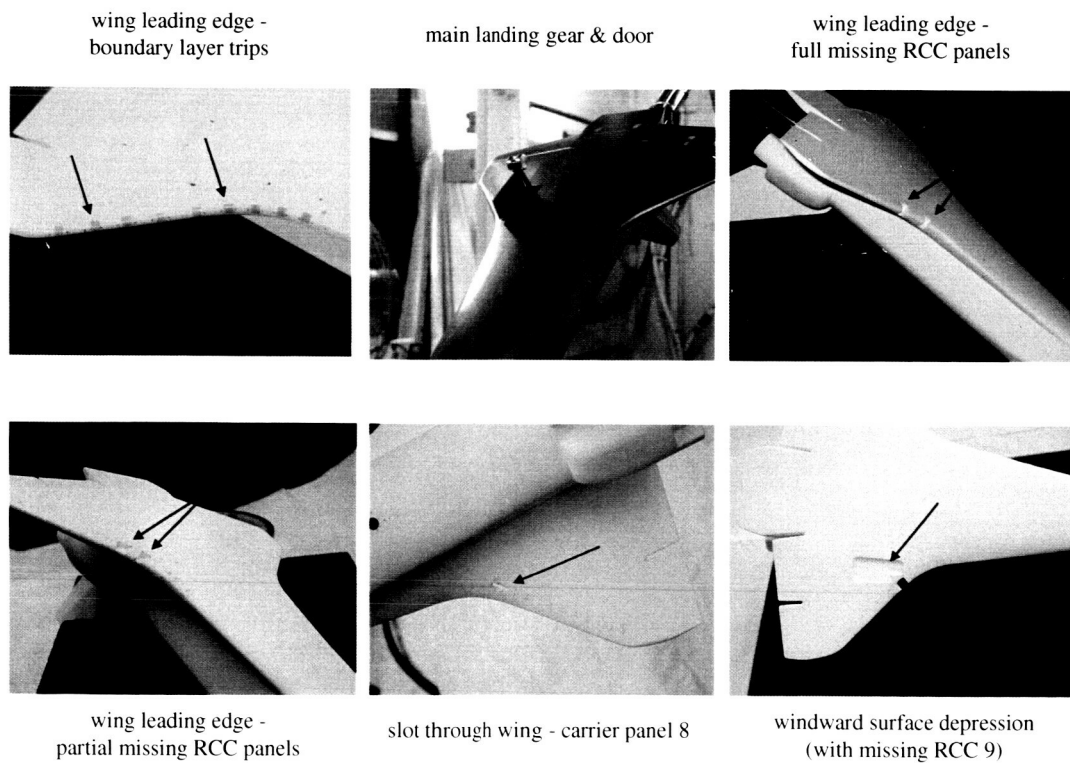 wing leading edge -
boundary layer trips
main landing gear & door
wing leading edge -
full missing RCC panels
wing leading edge -
partial missing RCC panels
slot through wing - carrier panel 8
windward surface depression
(with missing RCC 9)